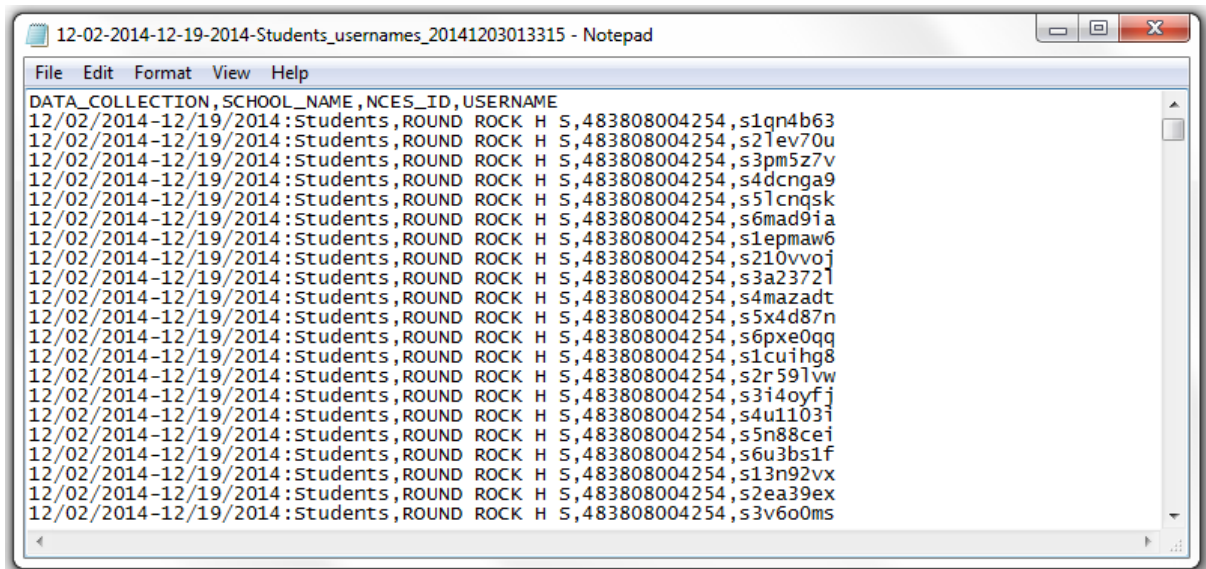 12-02-2014-12-19-2014-Students_usernames_20141203013315 - Notepad
File Edit Format View Help
DATA_COLLECTION,SCHOOL_NAME,NCES_ID,USERNAME
12/02/2014-12/19/2014:Students,ROUND ROCK H S,483808004254,s1qn4b63
12/02/2014-12/19/2014:Students,ROUND ROCK H S,483808004254,s2lev70u
12/02/2014-12/19/2014:Students,ROUND ROCK H S,483808004254,s3pm5z7v
12/02/2014-12/19/2014:Students,ROUND ROCK H S,483808004254,s4dcnga9
12/02/2014-12/19/2014:Students,ROUND ROCK H S,483808004254,s5lcnqsk
12/02/2014-12/19/2014:Students,ROUND ROCK H S,483808004254,s6mad9ia
12/02/2014-12/19/2014:Students,ROUND ROCK H S,483808004254,s1epmaw6
12/02/2014-12/19/2014:Students,ROUND ROCK H S,483808004254,s210vvoj
12/02/2014-12/19/2014:Students,ROUND ROCK H S,483808004254,s3a2372l
12/02/2014-12/19/2014:Students,ROUND ROCK H S,483808004254,s4mazadt
12/02/2014-12/19/2014:Students,ROUND ROCK H S,483808004254,s5x4d87n
12/02/2014-12/19/2014:Students,ROUND ROCK H S,483808004254,s6pxe0qq
12/02/2014-12/19/2014:Students,ROUND ROCK H S,483808004254,s1cuihg8
12/02/2014-12/19/2014:Students,ROUND ROCK H S,483808004254,s2r59lvw
12/02/2014-12/19/2014:Students,ROUND ROCK H S,483808004254,s3i4oyfj
12/02/2014-12/19/2014:Students,ROUND ROCK H S,483808004254,s4u1103i
12/02/2014-12/19/2014:Students,ROUND ROCK H S,483808004254,s5n88cei
12/02/2014-12/19/2014:Students,ROUND ROCK H S,483808004254,s6u3bs1f
12/02/2014-12/19/2014:Students,ROUND ROCK H S,483808004254,s13n92vx
12/02/2014-12/19/2014:Students,ROUND ROCK H S,483808004254,s2ea39ex
12/02/2014-12/19/2014:Students,ROUND ROCK H S,483808004254,s3v6o0ms